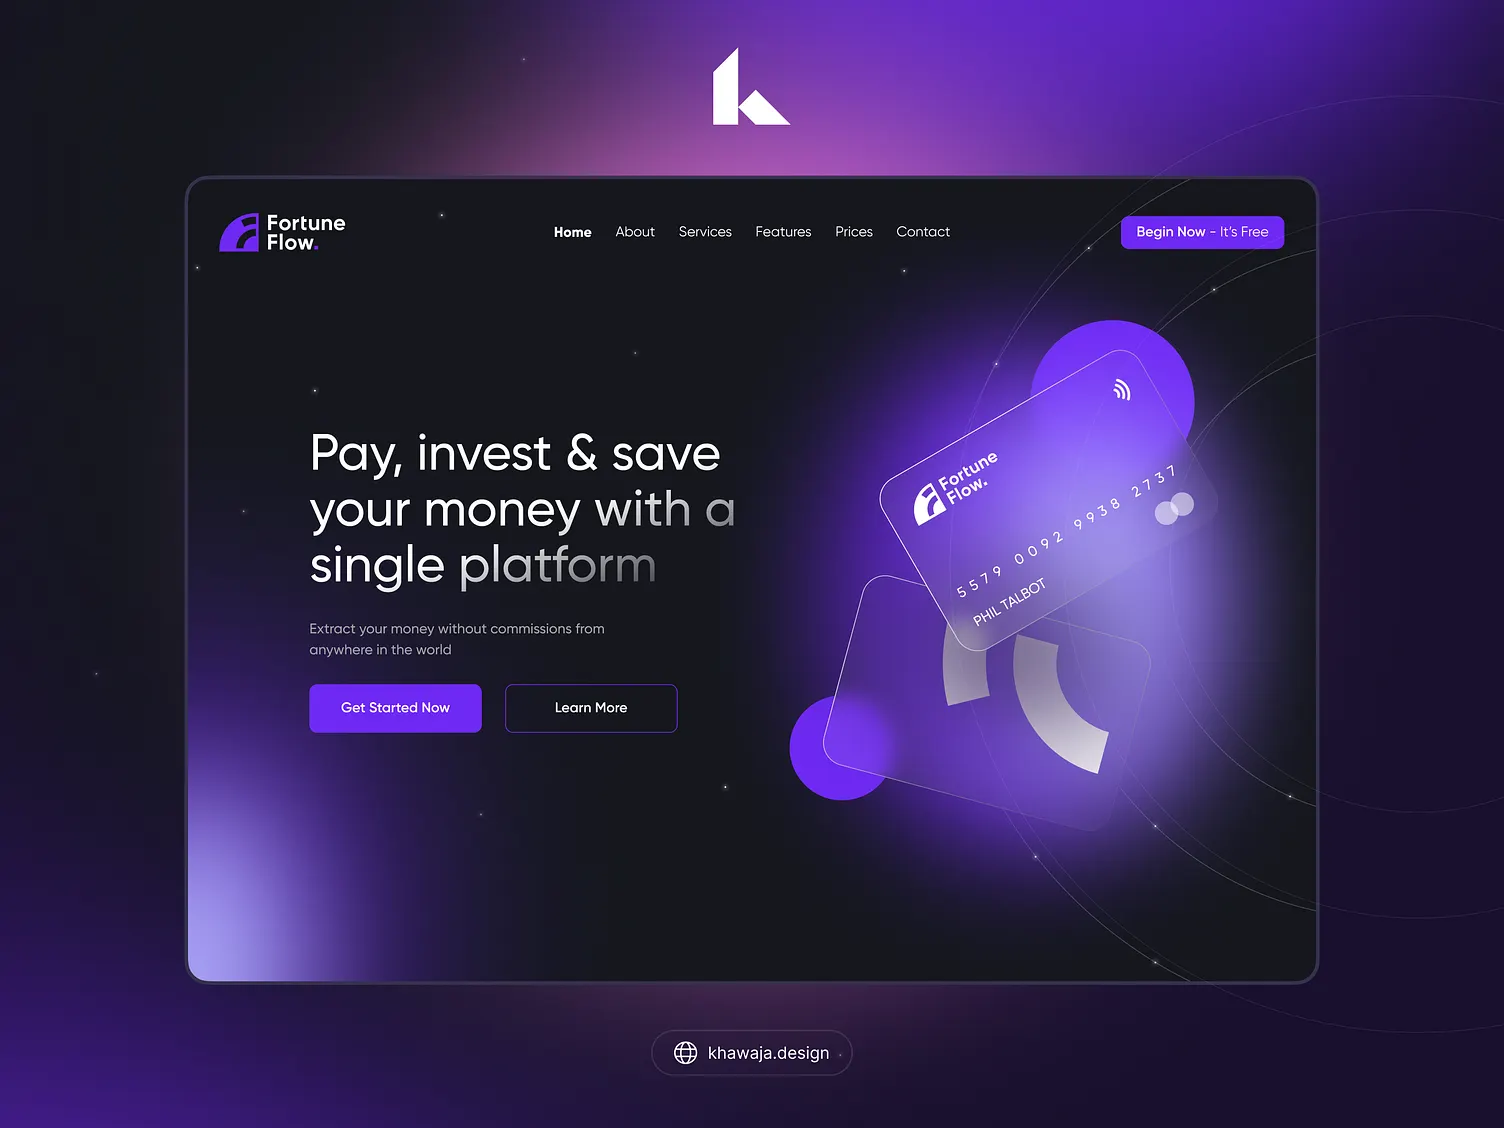 Fortune
Flow.
Home About Services Features Prices Contact
Begin Now - It's Free
Pay, invest & save
your money with a
single platform
Extract your money without commissions from
anywhere in the world
Get Started Now
Learn More
Fortune
Flow.
5579 0092 9938 2737
PHIL TALBOT
khawaja.design